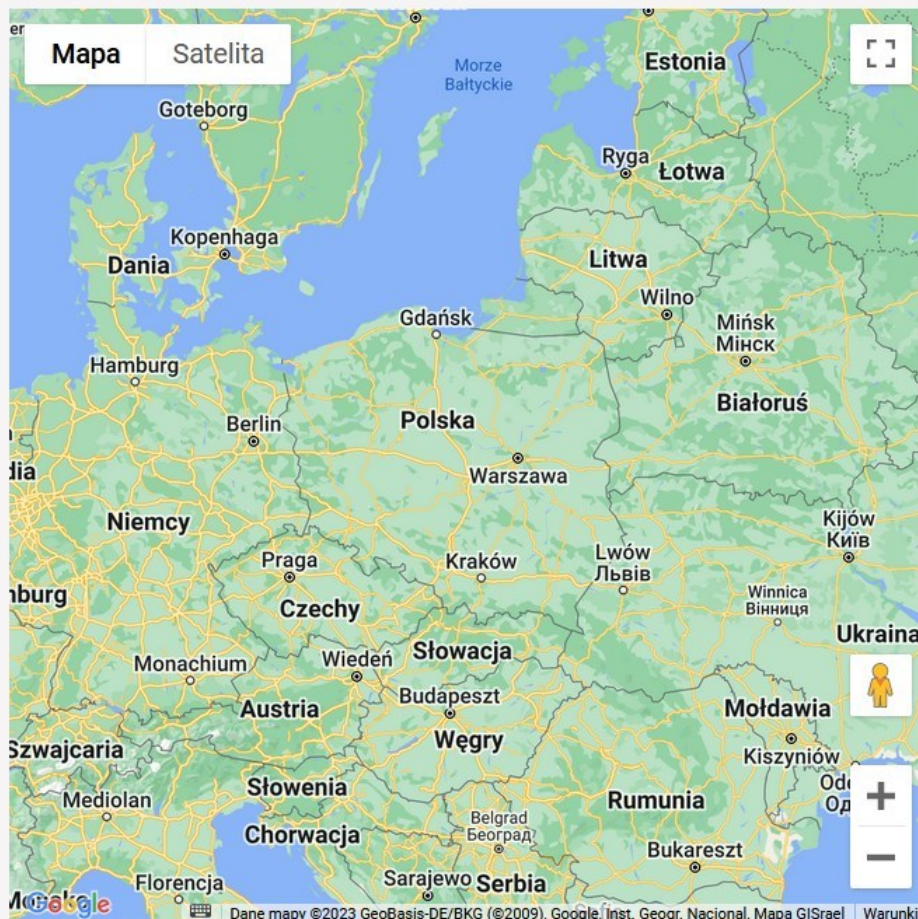 Mapa
Satelita
Morze
Bałtyckie
Estonia
Goteborg
Ryga
Łotwa
Kopenhaga
Dania
Litwa
Wilno
Gdańsk
Mińsk
Мінск
Hamburg
Białoruś
Polska
Berlin
Warszawa
dia
Niemcy
Kijów
Київ
Praga
Kraków
Lwów
Львів
nburg
Czechy
Winnica
Вінниця
Ukraina
Słowacja
Monachium
Wiedeń
Budapeszt
Austria
Mołdawia
Węgry
Kiszyniów
Szwajcaria
Słowenia
Mediolan
Rumunia
Chorwacja
Belgrad
Београд
Bukareszt
Florencja
Sarajewo
Serbia
Google
Dane mapy ©2023 GeoBasis-DE/BKG (©2009), Google, Inst. Geogr. Nacional, Mapa GISrael